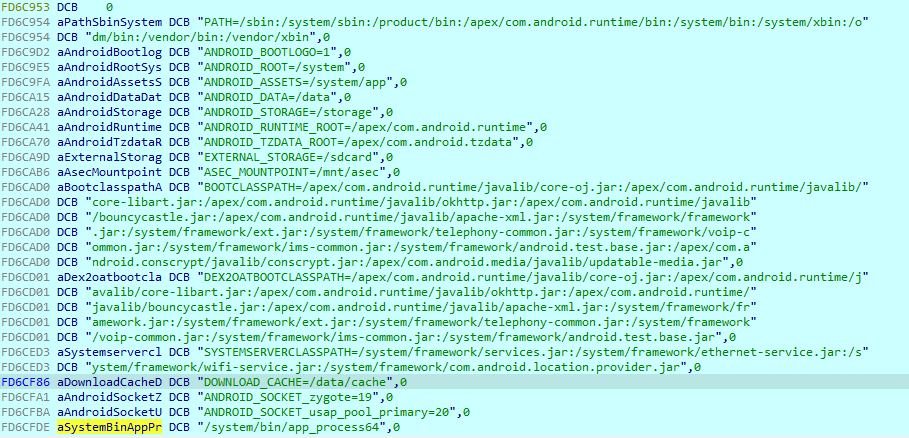 FD6C953 DCB    0
FD6C954 aPathSbinSystem DCB "PATH=/sbin:/system/sbin:/product/bin:/apex/com.android.runtime/bin:/system/bin:/system/xbin:/o"
FD6C954 DCB "dm/bin:/vendor/bin:/vendor/xbin",0
FD6C9D2 aAndroidBootlog DCB "ANDROID_BOOTLOGO=1",0
FD6C9E5 aAndroidRootSys DCB "ANDROID_ROOT=/system",0
FD6C9FA aAndroidAssetsS DCB "ANDROID_ASSETS=/system/app",0
FD6CA15 aAndroidDataDat DCB "ANDROID_DATA=/data",0
FD6CA28 aAndroidStorage DCB "ANDROID_STORAGE=/storage",0
FD6CA41 aAndroidRuntime DCB "ANDROID_RUNTIME_ROOT=/apex/com.android.runtime",0
FD6CA70 aAndroidTzdataR DCB "ANDROID_TZDATA_ROOT=/apex/com.android.tzdata",0
FD6CA9D aExternalStorag DCB "EXTERNAL_STORAGE=/sdcard",0
FD6CAB6 aAsecMountpoint DCB "ASEC_MOUNTPOINT=/mnt/asec",0
FD6CAD0 aBootclasspathA DCB "BOOTCLASSPATH=/apex/com.android.runtime/javalib/core-oj.jar:/apex/com.android.runtime/javalib/"
FD6CAD0 DCB "core-libart.jar:/apex/com.android.runtime/javalib/okhttp.jar:/apex/com.android.runtime/javalib"
FD6CAD0 DCB "/bouncycastle.jar:/apex/com.android.runtime/javalib/apache-xml.jar:/system/framework/framework"
FD6CAD0 DCB ".jar:/system/framework/ext.jar:/system/framework/telephony-common.jar:/system/framework/voip-c"
FD6CAD0 DCB "ommon.jar:/system/framework/ims-common.jar:/system/framework/android.test.base.jar:/apex/com.a"
FD6CAD0 DCB "ndroid.conscrypt/javalib/conscrypt.jar:/apex/com.android.media/javalib/updatable-media.jar",0
FD6CD01 aDex2oatbootcla DCB "DEX2OATBOOTCLASSPATH=/apex/com.android.runtime/javalib/core-oj.jar:/apex/com.android.runtime/j"
FD6CD01 DCB "avalib/core-libart.jar:/apex/com.android.runtime/javalib/okhttp.jar:/apex/com.android.runtime/"
FD6CD01 DCB "javalib/bouncycastle.jar:/apex/com.android.runtime/javalib/apache-xml.jar:/system/framework/fr"
FD6CD01 DCB "amework.jar:/system/framework/ext.jar:/system/framework/telephony-common.jar:/system/framework"
FD6CD01 DCB "/voip-common.jar:/system/framework/ims-common.jar:/system/framework/android.test.base.jar",0
FD6CED3 aSystemservercl DCB "SYSTEMSERVERCLASSPATH=/system/framework/services.jar:/system/framework/ethernet-service.jar:/s"
FD6CED3 DCB "ystem/framework/wifi-service.jar:/system/framework/com.android.location.provider.jar",0
FD6CF86 aDownloadCacheD DCB "DOWNLOAD_CACHE=/data/cache",0
FD6CFA1 aAndroidSocketZ DCB "ANDROID_SOCKET_zygote=19",0
FD6CFBA aAndroidSocketU DCB "ANDROID_SOCKET_usap_pool_primary=20",0
FD6CFDE aSystemBinAppPr DCB "/system/bin/app_process64",0